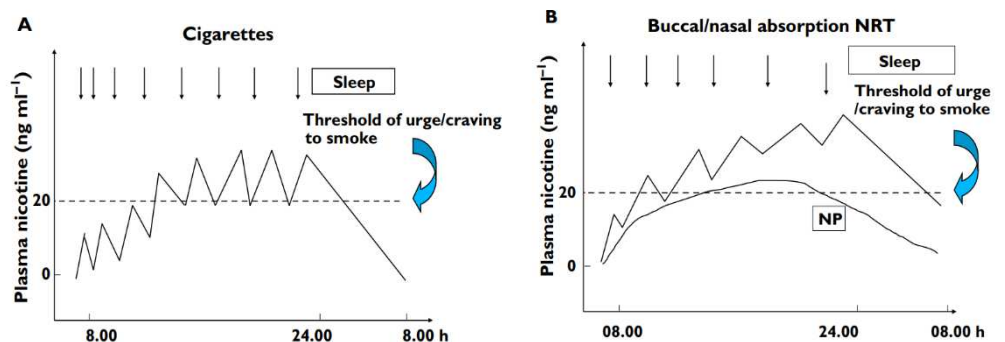 A
Cigarettes
Sleep
Threshold of urge/craving
to smoke
Plasma nicotine (ng ml⁻¹)
20
0
8.00
24.00
8.00 h
B
Buccal/nasal absorption NRT
Sleep
Threshold of urge
/craving to smoke
Plasma nicotine (ng ml⁻¹)
20
NP
0
08.00
24.00
08.00 h